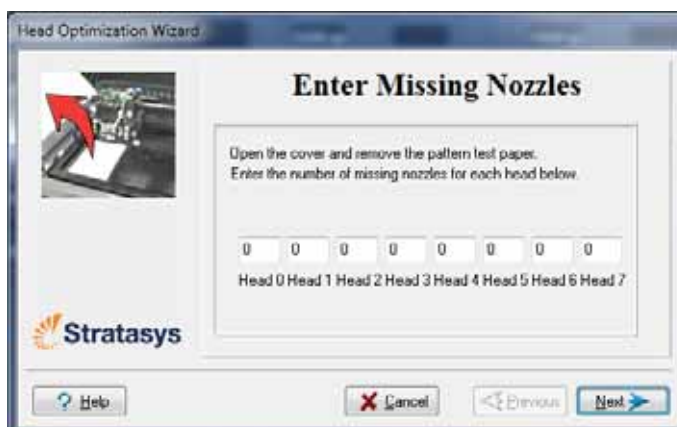 Head Optimization Wizard
Enter Missing Nozzles
Open the cover and remove the pattern test paper.
Enter the number of missing nozzles for each head below.
0 0 0 0 0 0 0 0
Head 0 Head 1 Head 2 Head 3 Head 4 Head 5 Head 6 Head 7
Stratasys
? Help Cancel Previous Next